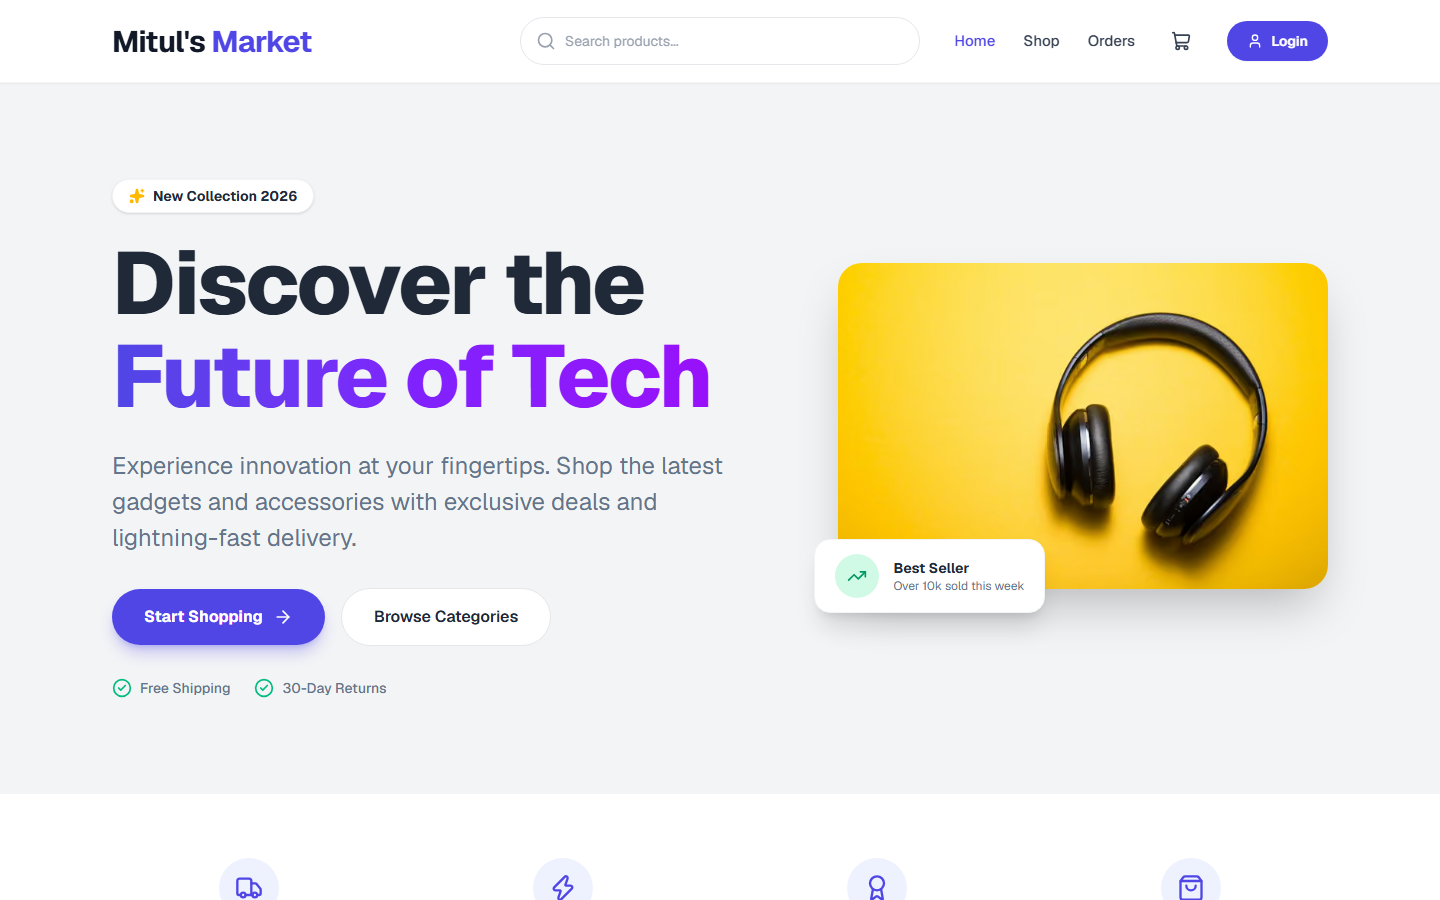 Mitul's Market
Search products...
Home
Shop
Orders
Login
New Collection 2026
Discover the
Future of Tech
Experience innovation at your fingertips. Shop the latest
gadgets and accessories with exclusive deals and
lightning-fast delivery.
Start Shopping
Browse Categories
Free Shipping
30-Day Returns
Best Seller
Over 10k sold this week